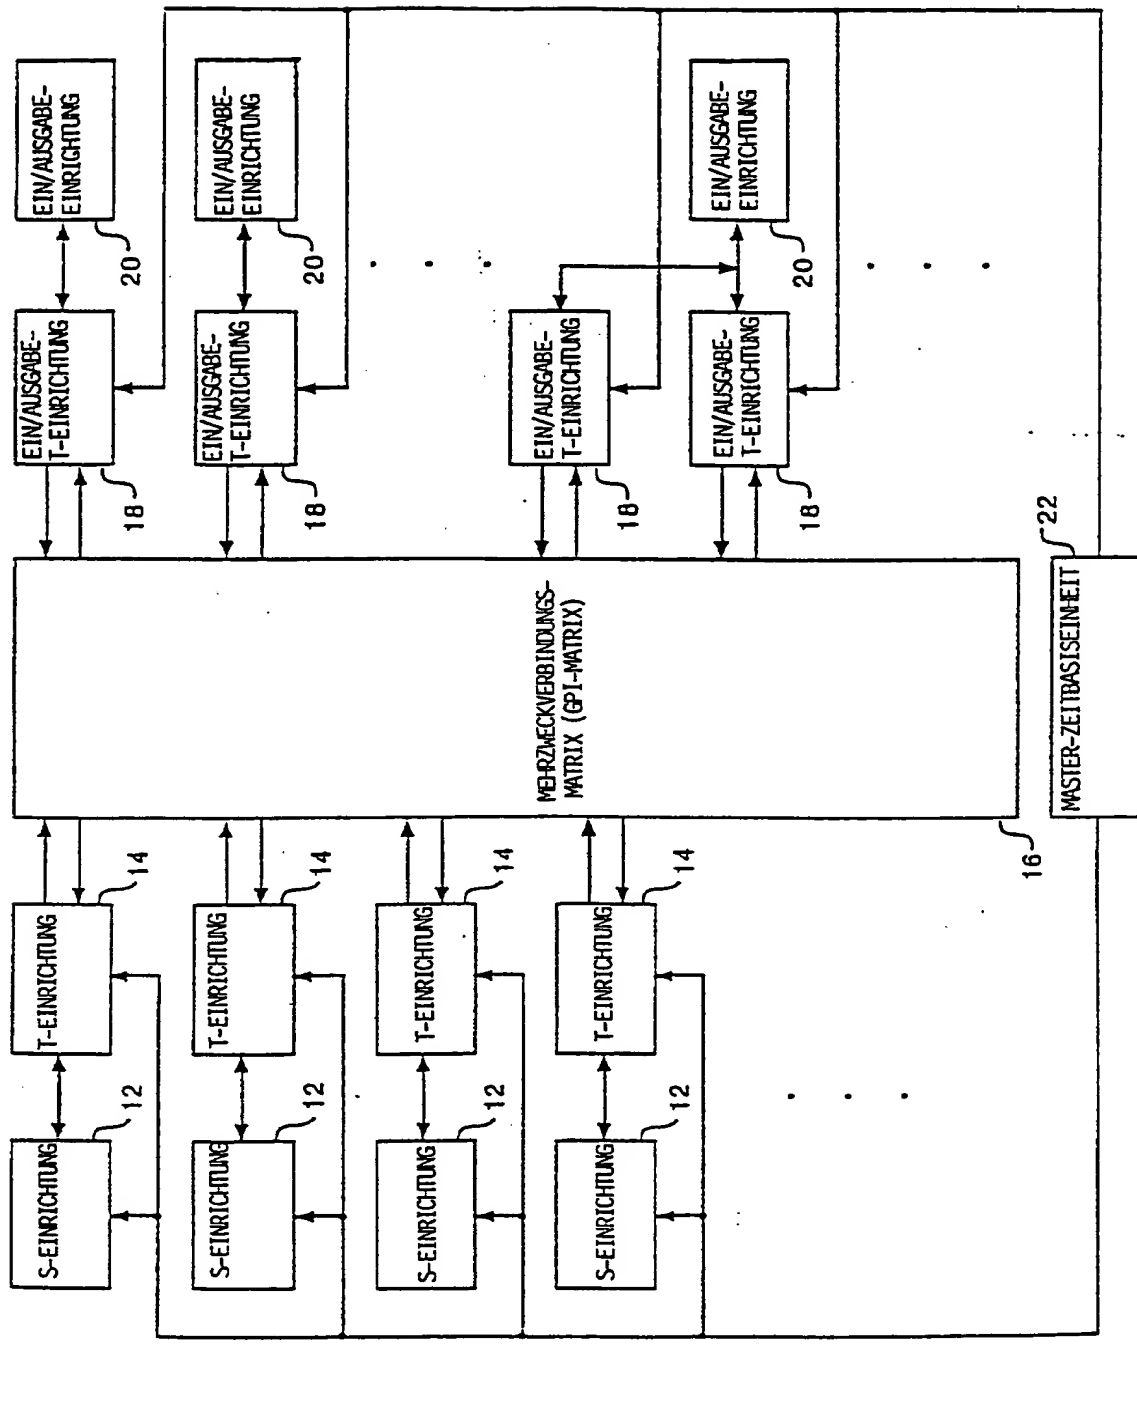 S-EINRICHTUNG
T-EINRICHTUNG
EIN/AUSGABE-
T-EINRICHTUNG
EIN/AUSGABE-
EINRIGHTUNG
12
14
18
20
S-EINRICHTUNG
T-EINRICHTUNG
EIN/AUSGABE-
T-EINRICHTUNG
EIN/AUSGABE-
EINRICHTUNG
12
14
18
20
S-EINRICHTUNG
T-EINRICHTUNG
12
14
MEHRZWECKVERBINDUNGS-
MATRIX (GPI-MATRIX)
EIN/AUSGABE-
T-EINRICHTUNG
18
S-EINRICHTUNG
T-EINRICHTUNG
12
14
EIN/AUSGABE-
T-EINRICHTUNG
EIN/AUSGABE-
EINRICHTUNG
18
20
16
22
MASTER-ZEITBASISEINHEIT